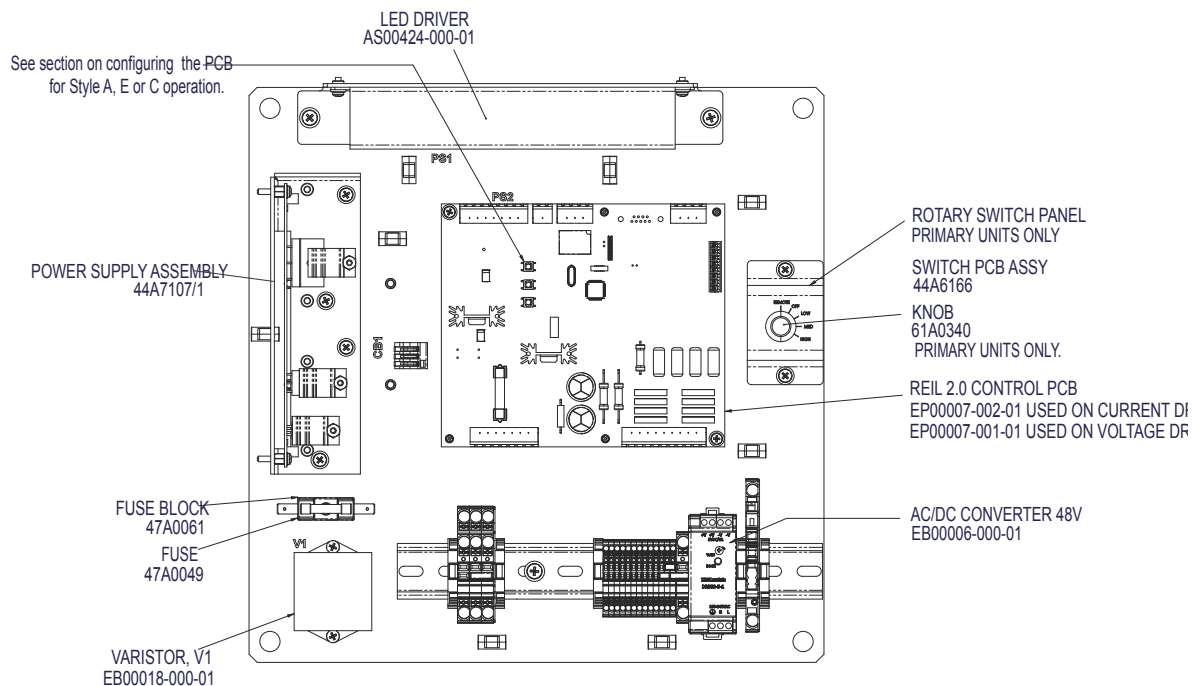 LED DRIVER
AS00424-000-01
See section on configuring the PCB
for Style A, E or C operation.
PS1
PS2
POWER SUPPLY ASSEMBLY
44A7107/1
CB1
ROTARY SWITCH PANEL
PRIMARY UNITS ONLY
SWITCH PCB ASSY
44A6166
KNOB
61A0340
PRIMARY UNITS ONLY.
REMOTE
OFF
LOW
MED
HIGH
REIL 2.0 CONTROL PCB
EP00007-002-01 USED ON CURRENT DR
EP00007-001-01 USED ON VOLTAGE DR
FUSE BLOCK
47A0061
FUSE
47A0049
V1
AC/DC CONVERTER 48V
EB00006-000-01
VARISTOR, V1
EB00018-000-01